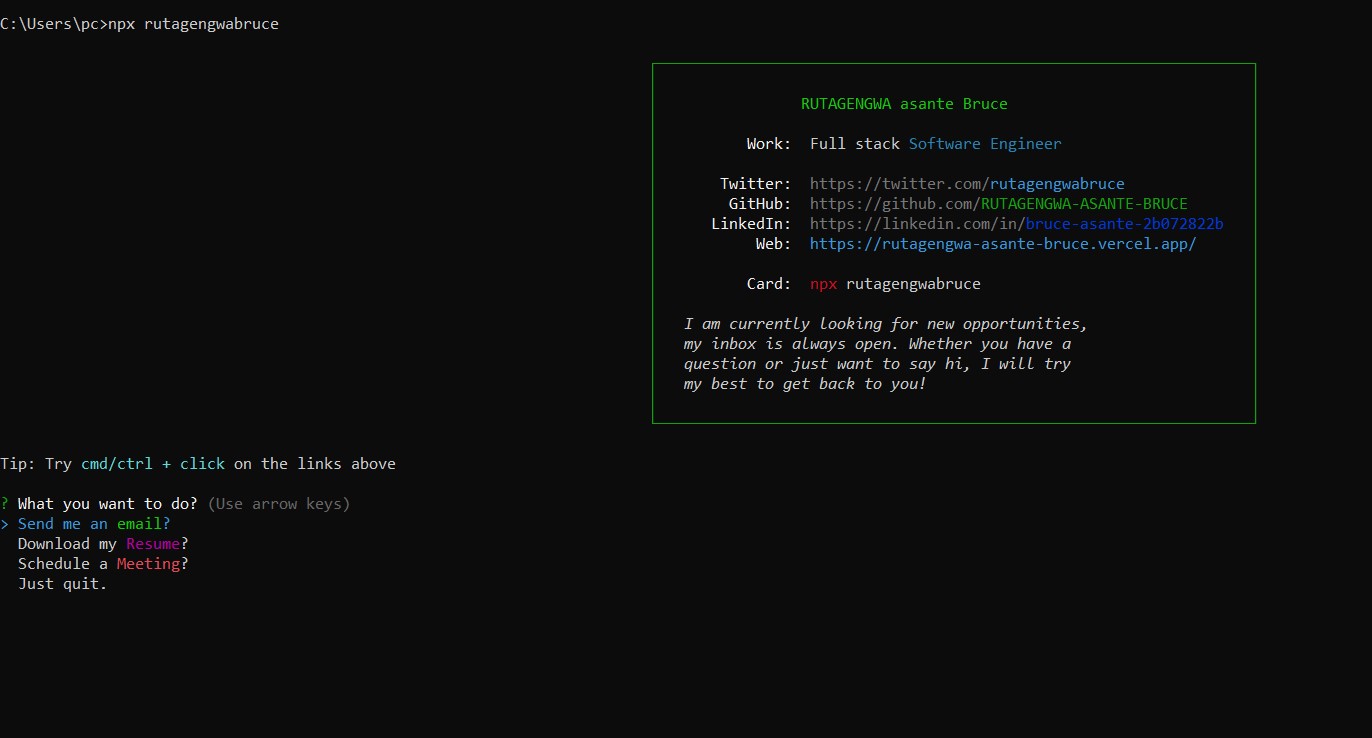 C:\Users\pc>npx rutagengwabruce
RUTAGENGWA asante Bruce
Work: Full stack Software Engineer
Twitter: https://twitter.com/rutagengwabruce
GitHub: https://github.com/RUTAGENGWA-ASANTE-BRUCE
LinkedIn: https://linkedin.com/in/bruce-asante-2b072822b
Web: https://rutagengwa-asante-bruce.vercel.app/
Card: npx rutagengwabruce
I am currently looking for new opportunities,
my inbox is always open. Whether you have a
question or just want to say hi, I will try
my best to get back to you!
Tip: Try cmd/ctrl + click on the links above
? What you want to do? (Use arrow keys)
> Send me an email?
Download my Resume?
Schedule a Meeting?
Just quit.